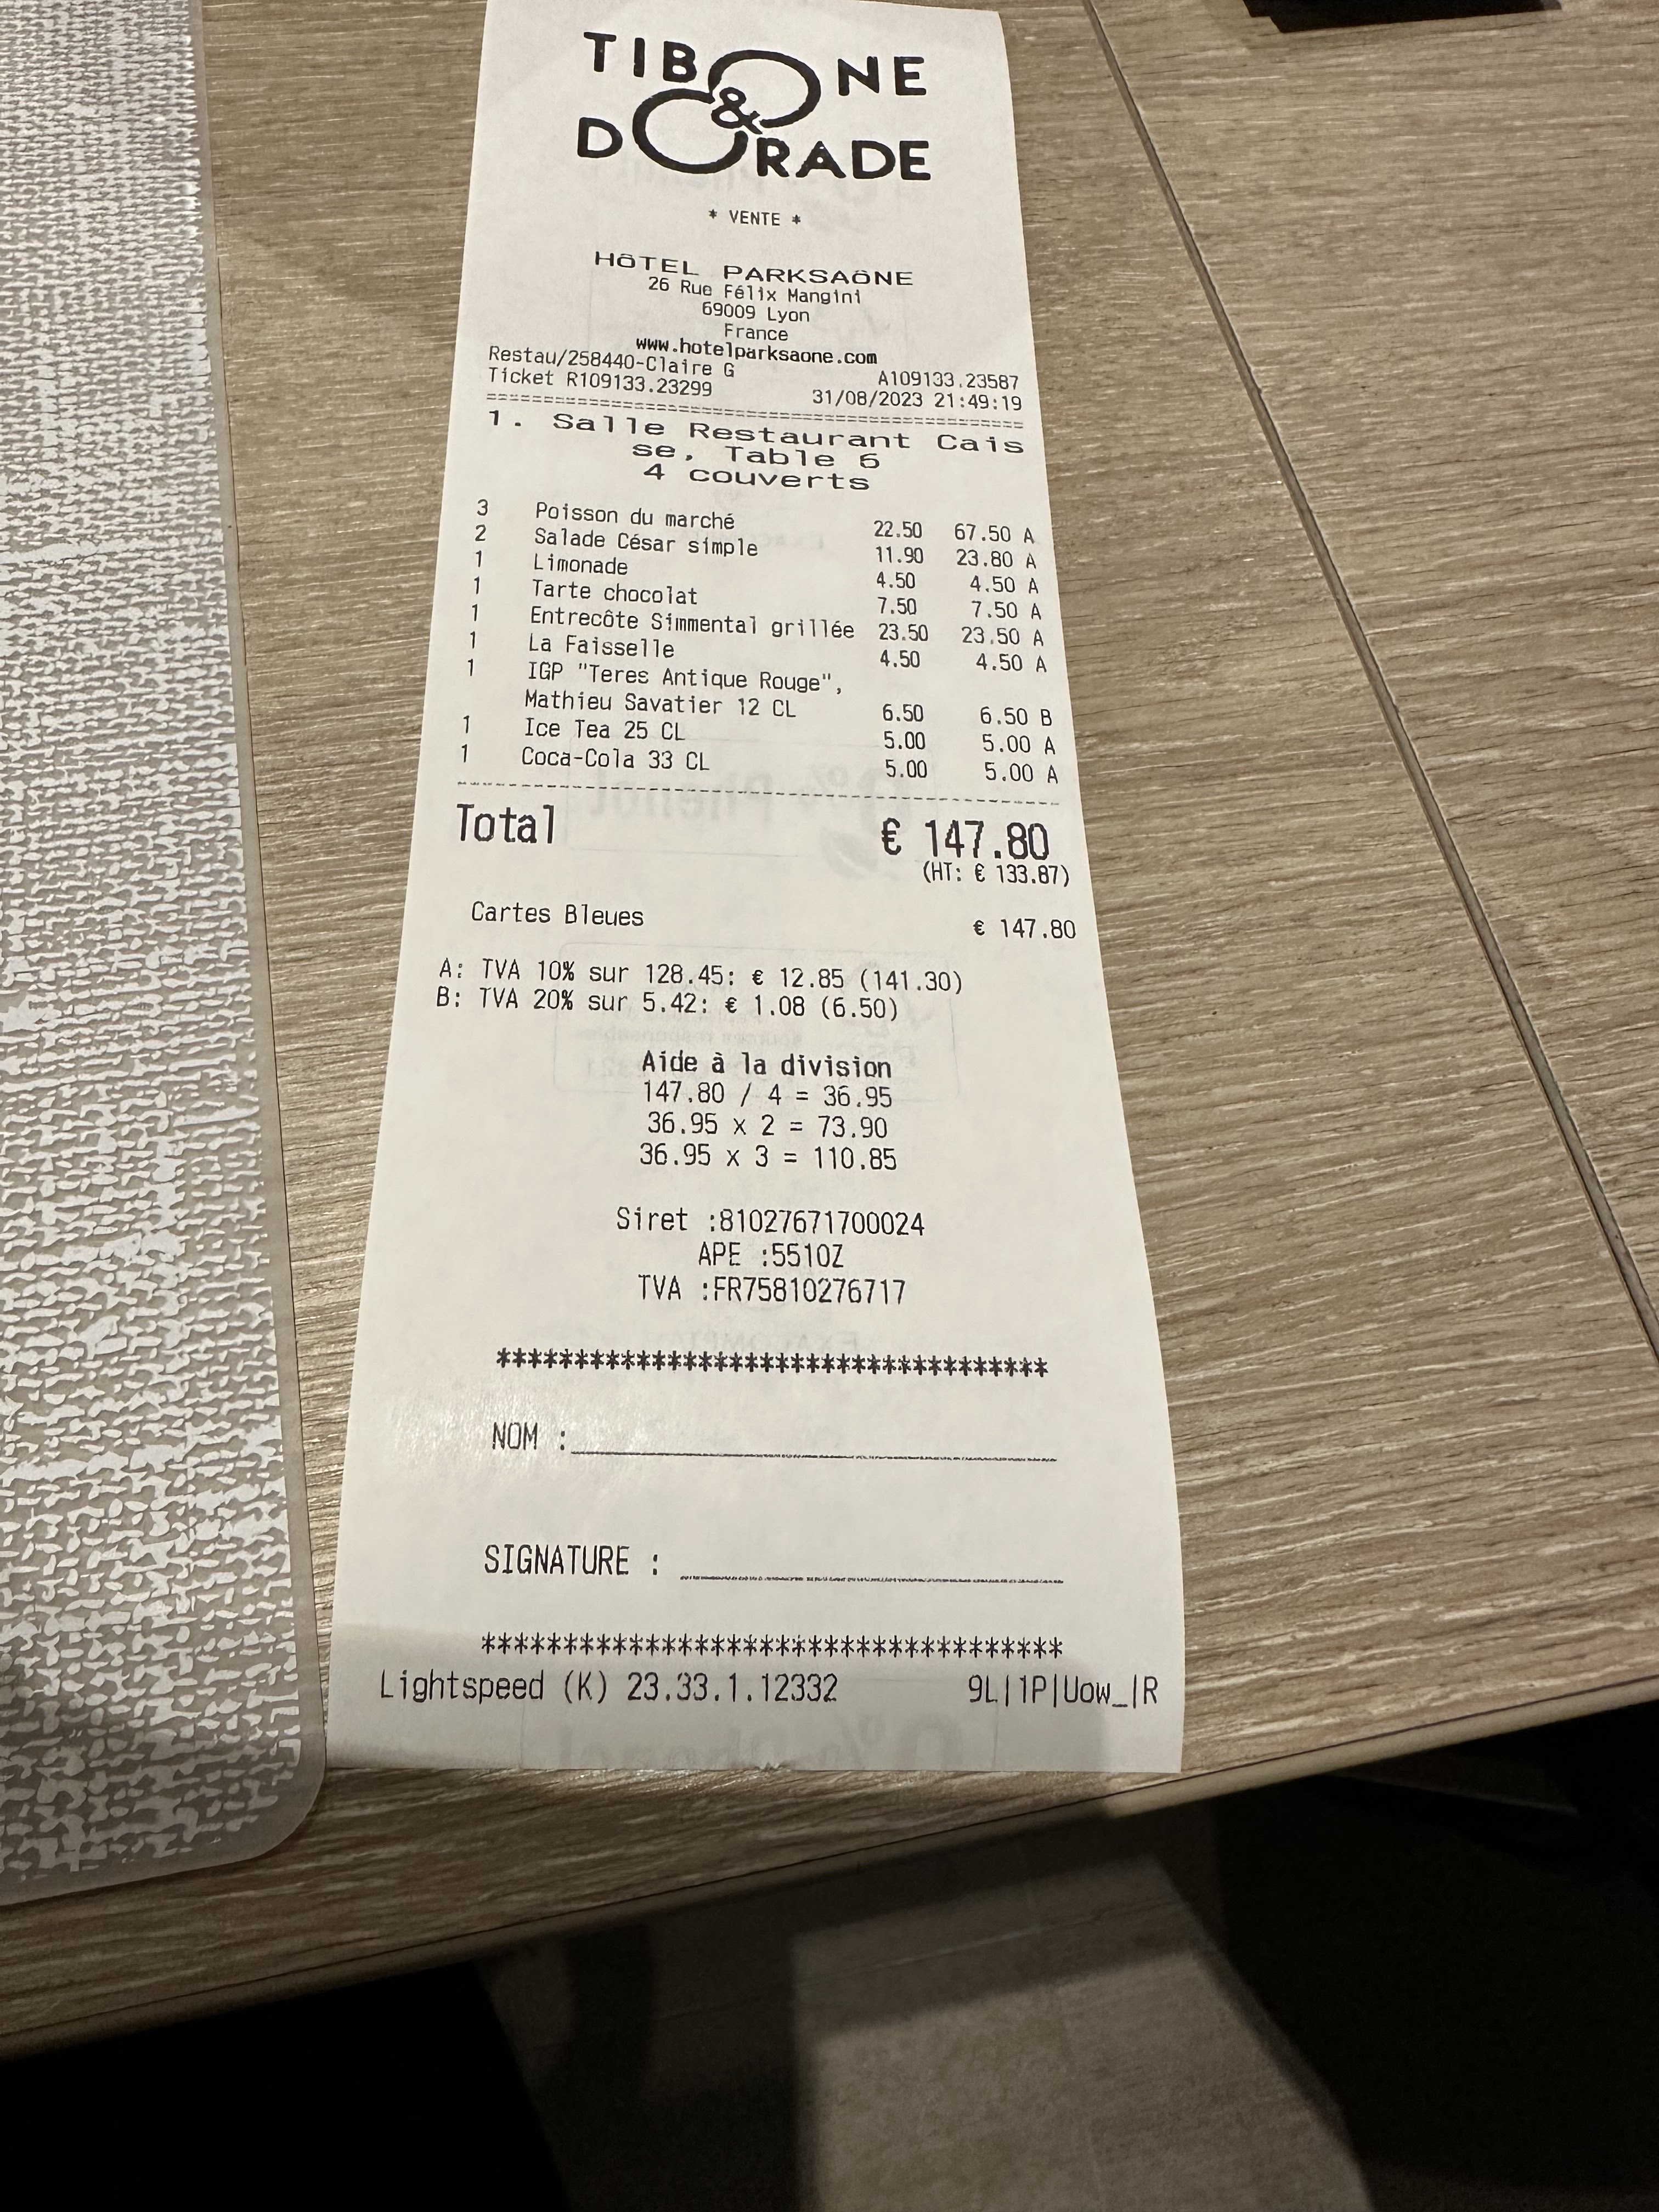 TIBONE
&
DORADE
* VENTE *
HôTEL PARKSAôNE
26 Rue Félix Mangini
69009 Lyon
France
www.hotelparksaone.com
Restau/258440-Claire G A109133.23587
Ticket R109133.23299 31/08/2023 21:49:19
1. Salle Restaurant Cais
se, Table 6
4 couverts
3 Poisson du marché 22.50 67.50 A
2 Salade César simple 11.90 23.80 A
1 Limonade 4.50 4.50 A
1 Tarte chocolat 7.50 7.50 A
1 Entrecôte Simmental grillée 23.50 23.50 A
1 La Faisselle 4.50 4.50 A
1 IGP "Teres Antique Rouge",
Mathieu Savatier 12 CL 6.50 6.50 B
1 Ice Tea 25 CL 5.00 5.00 A
1 Coca-Cola 33 CL 5.00 5.00 A
Total € 147.80
(HT: € 133.87)
Cartes Bleues € 147.80
A: TVA 10% sur 128.45: € 12.85 (141.30)
B: TVA 20% sur 5.42: € 1.08 (6.50)
Aide à la division
147.80 / 4 = 36.95
36.95 x 2 = 73.90
36.95 x 3 = 110.85
Siret :81027671700024
APE :5510Z
TVA :FR75810276717
***********************************
NOM :
SIGNATURE :
***********************************
Lightspeed (K) 23.33.1.12332 9L|1P|Uow_|R